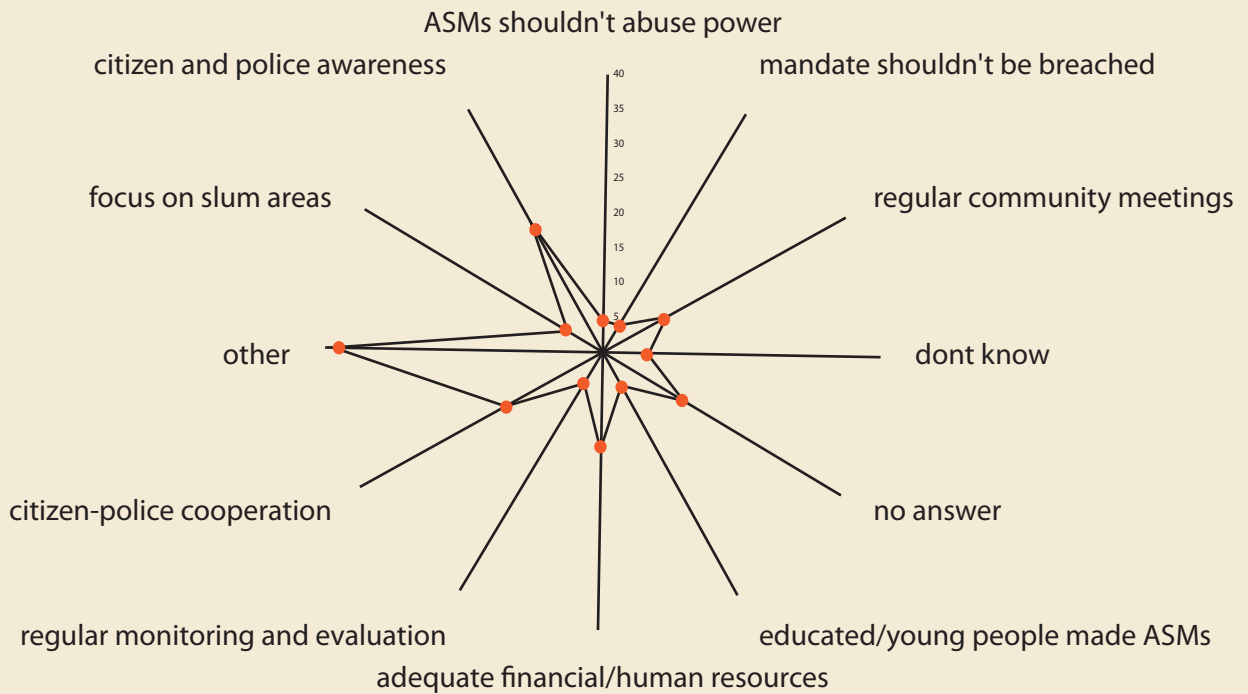 ASMs shouldn't abuse power
citizen and police awareness
mandate shouldn't be breached
40
35
30
25
20
15
10
5
focus on slum areas
regular community meetings
other
dont know
citizen-police cooperation
no answer
regular monitoring and evaluation
educated/young people made ASMs
adequate financial/human resources